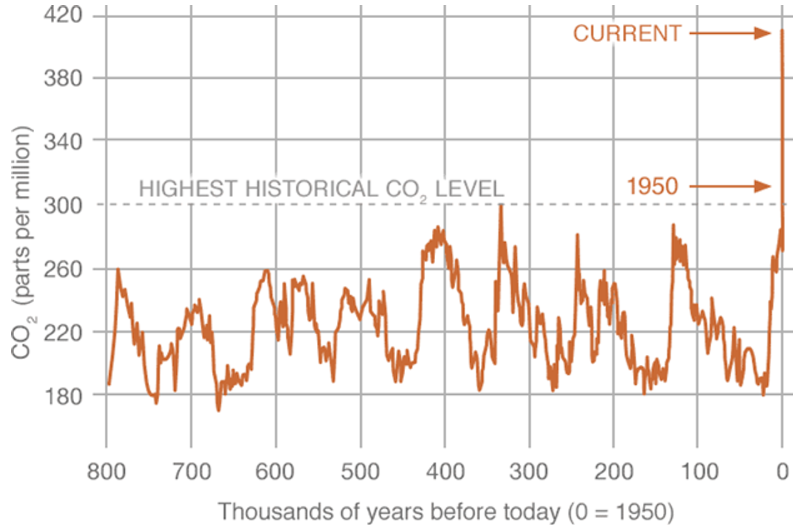 420
380
340
300
260
220
180
CO₂ (parts per million)
CURRENT
HIGHEST HISTORICAL CO₂ LEVEL
1950
800 700 600 500 400 300 200 100 0
Thousands of years before today (0 = 1950)